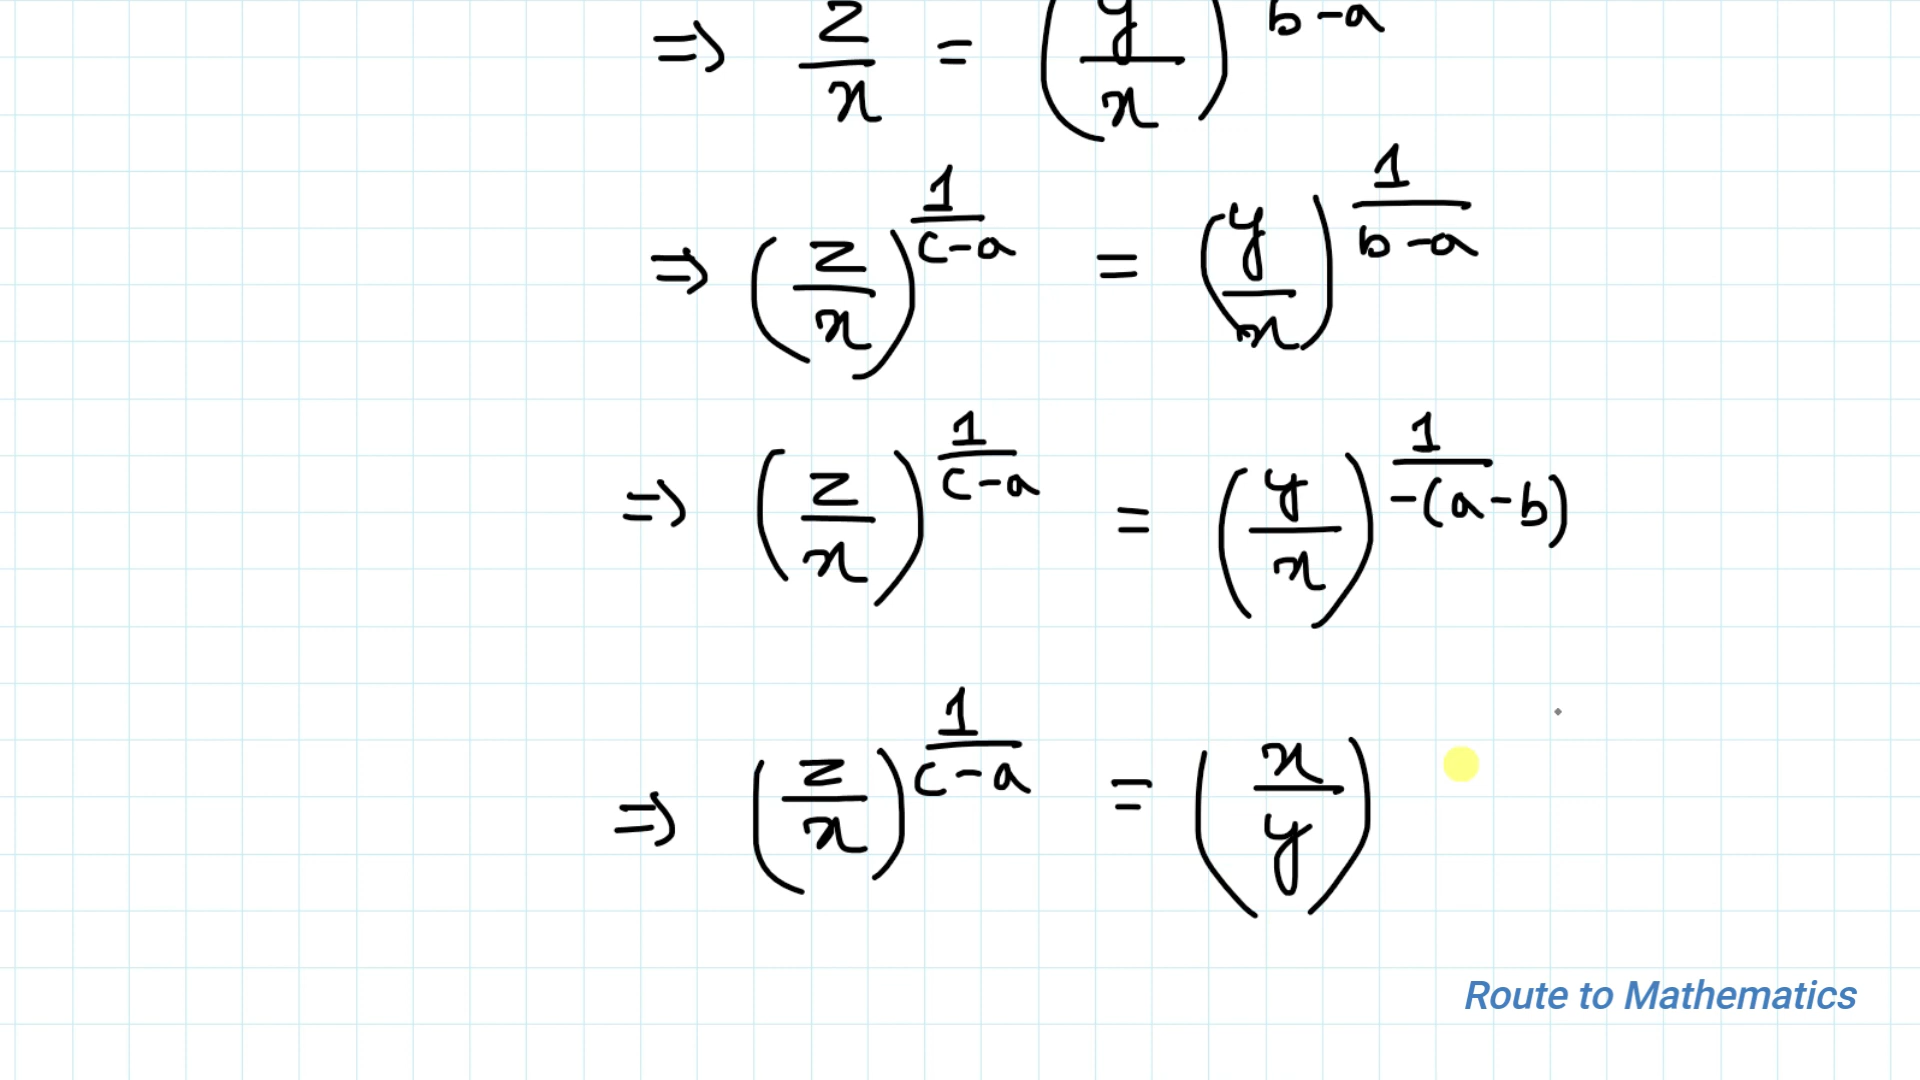 => z/x = (y/x) b-a
=> (z/x)^(1/(c-a)) = (y/x)^(1/(b-a))
=> (z/x)^(1/(c-a)) = (y/x)^(1/(-(a-b)))
=> (z/x)^(1/(c-a)) = (x/y)
Route to Mathematics